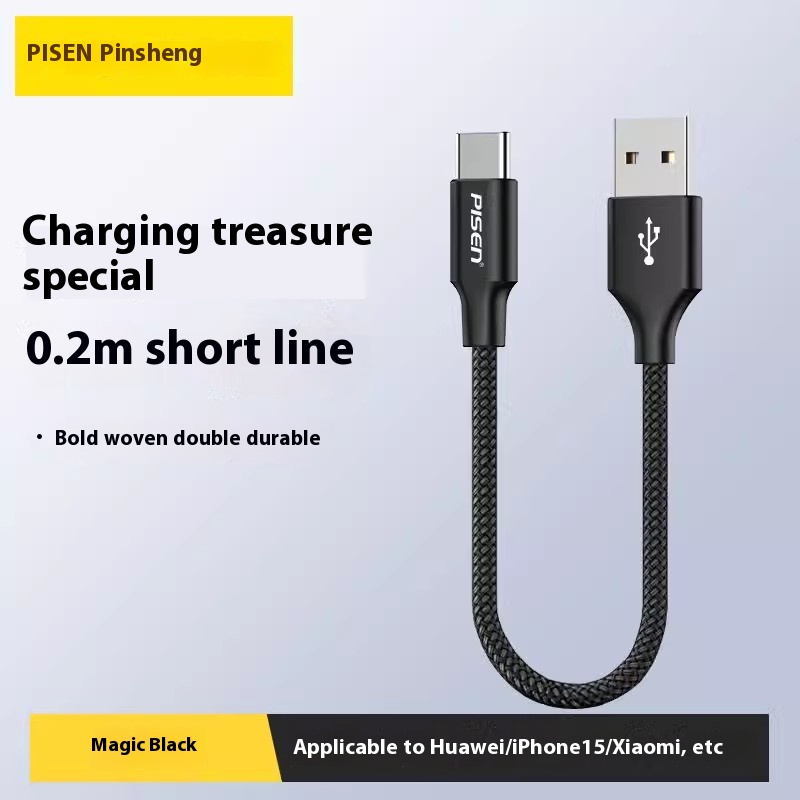 PISEN Pinsheng
Charging treasure
special
0.2m short line
• Bold woven double durable
PISEN
Magic Black
Applicable to Huawei/iPhone15/Xiaomi, etc